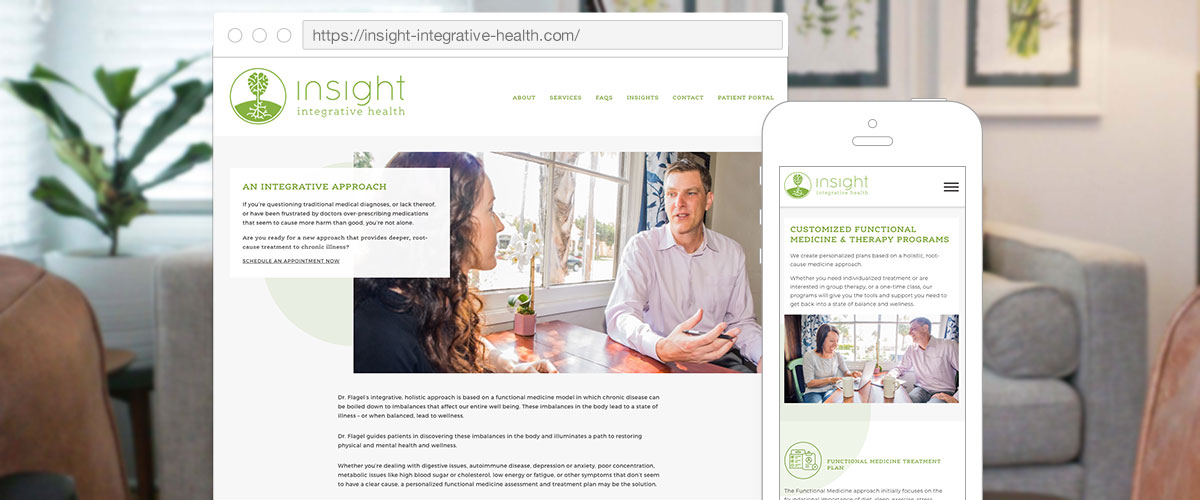 https://insight-integrative-health.com/
insight
integrative health
ABOUT SERVICES FAQS INSIGHTS CONTACT PATIENT PORTAL
AN INTEGRATIVE APPROACH
If you're questioning traditional medical diagnoses, or lack thereof,
or have been frustrated by doctors over-prescribing medications
that seem to cause more harm than good, you're not alone.
Are you ready for a new approach that provides deeper, root-
cause treatment to chronic illness?
SCHEDULE AN APPOINTMENT NOW
Dr. Flagel's integrative, holistic approach is based on a functional medicine model in which chronic disease can
be boiled down to imbalances that affect our entire well being. These imbalances in the body lead to a state of
illness – or when balanced, lead to wellness.
Dr. Flagel guides patients in discovering these imbalances in the body and illuminates a path to restoring
physical and mental health and wellness.
Whether you're dealing with digestive issues, autoimmune disease, depression or anxiety, poor concentration,
metabolic issues like high blood sugar or cholesterol, low energy or fatigue, or other symptoms that don't seem
to have a clear cause, a personalized functional medicine assessment and treatment plan may be the solution.
insight
integrative health
CUSTOMIZED FUNCTIONAL
MEDICINE & THERAPY PROGRAMS
We create personalized plans based on a holistic, root-
cause medicine approach.
Whether you need individualized treatment or are
interested in group therapy, or a one-time class, our
programs will give you the tools and support you need to
get back into a state of balance and wellness.
FUNCTIONAL MEDICINE TREATMENT
PLAN
The Functional Medicine approach initially focuses on the
foundational importance of diet, sleep, exercise, stress